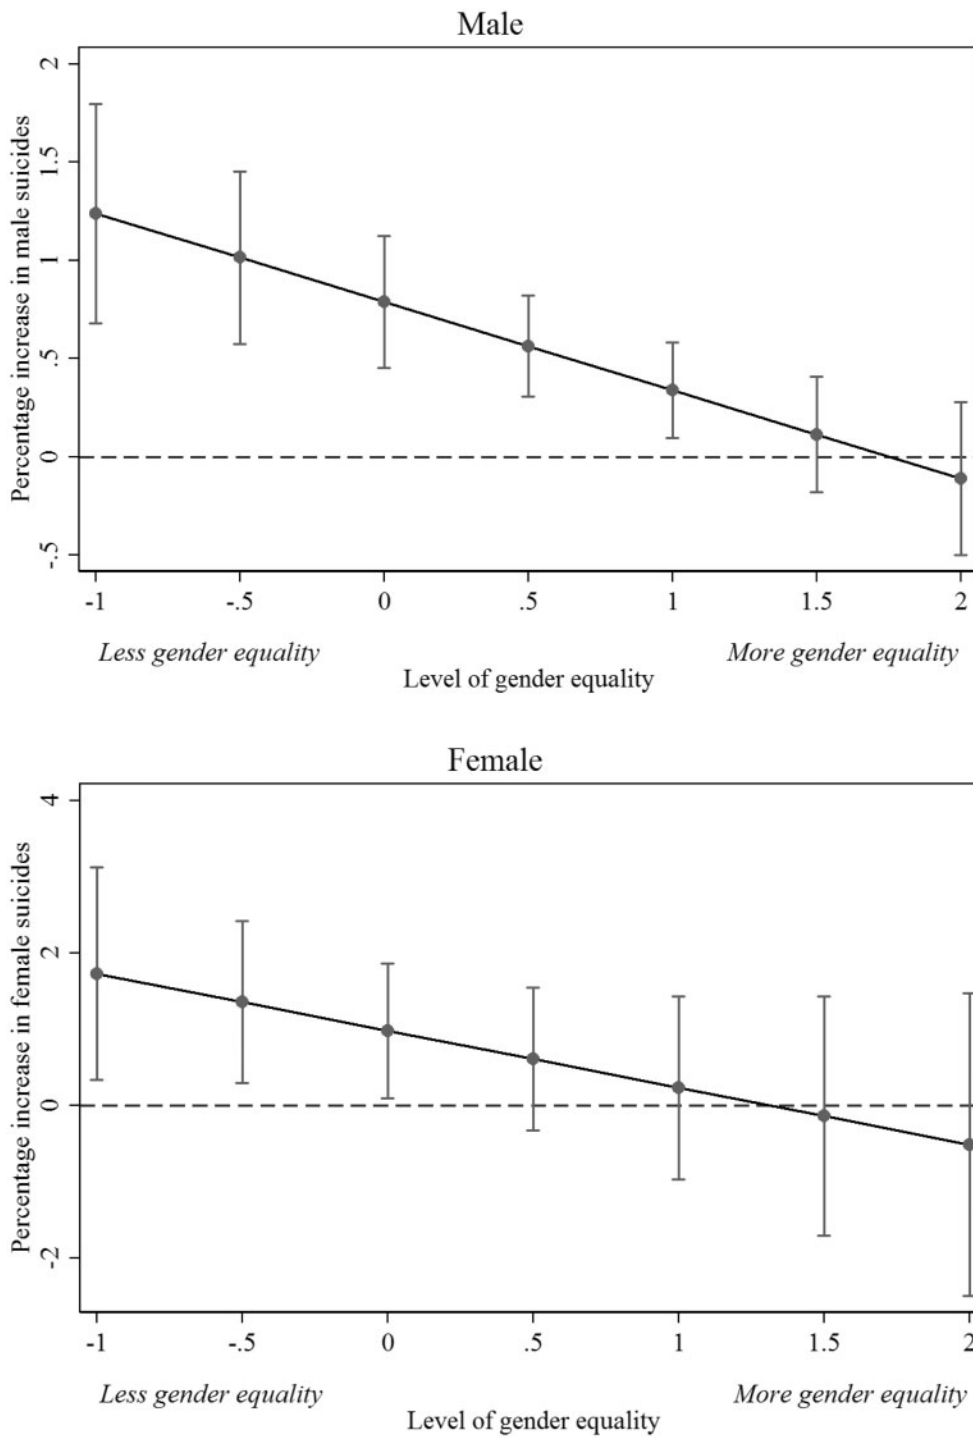 Male
Percentage increase in male suicides
2
1.5
1
.5
0
-.5
-1 -.5 0 .5 1 1.5 2
Less gender equality More gender equality
Level of gender equality
Female
Percentage increase in female suicides
4
2
0
-2
-1 -.5 0 .5 1 1.5 2
Less gender equality More gender equality
Level of gender equality